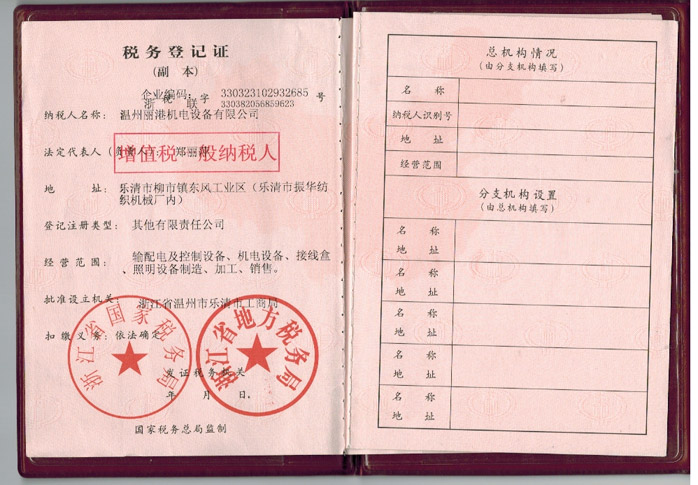 税务登记证
(副 本)
企业编码: 330323102932685 号
浙 税 联 字 330382056859623
纳税人名称: 温州丽港机电设备有限公司
法定代表人( 郑丽
增值税一般纳税人
地 址: 乐清市柳市镇东风工业区(乐清市振华纺
织机械厂内)
登记注册类型: 其他有限责任公司
经营范围: 输配电及控制设备、机电设备、接线盒
、照明设备制造、加工、销售。
批准设立机关: 浙江省温州市乐清市工商局
扣缴义务: 依法确定
浙江省国家税务局
浙江省地方税务局
发证税务机关
年 月 日
国家税务总局监制
总机构情况
(由分支机构填写)
名 称
纳税人识别号
地 址
经营范围
分支机构设置
(由总机构填写)
名 称
地 址
名 称
地 址
名 称
地 址
名 称
地 址
名 称
地 址